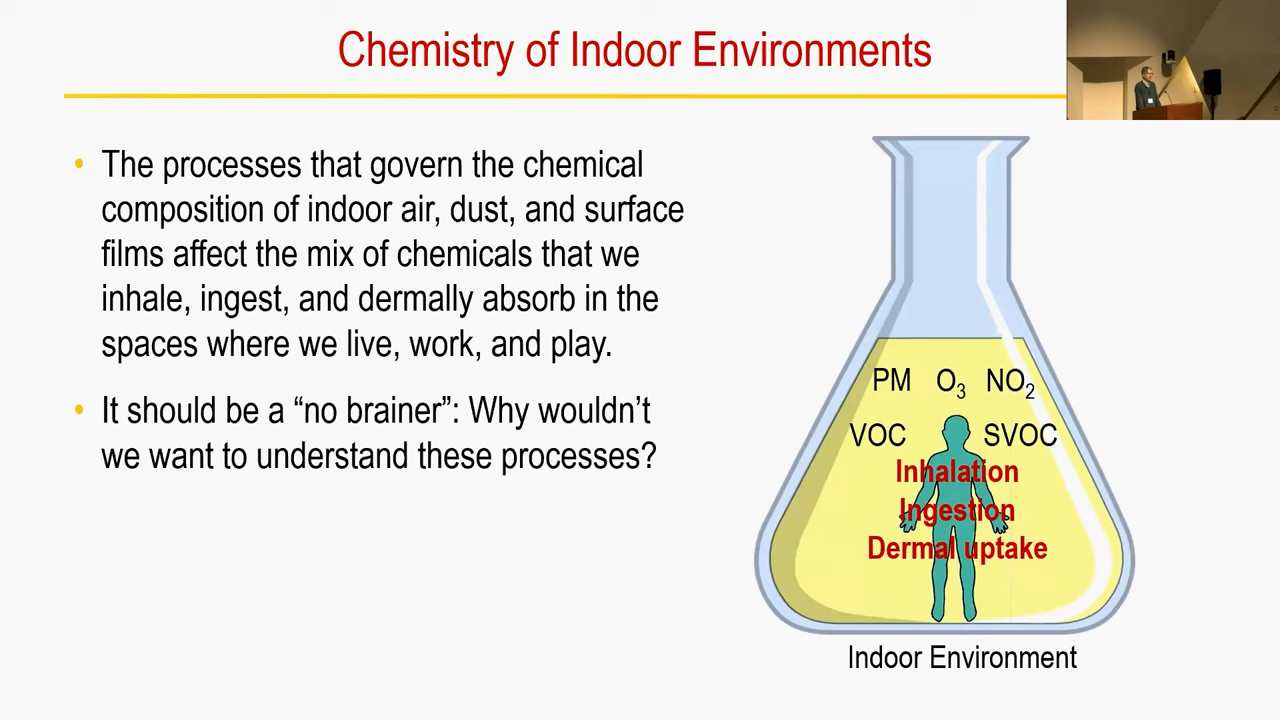 Chemistry of Indoor Environments
• The processes that govern the chemical
composition of indoor air, dust, and surface
films affect the mix of chemicals that we
inhale, ingest, and dermally absorb in the
spaces where we live, work, and play.
• It should be a “no brainer”: Why wouldn’t
we want to understand these processes?
PM O₃ NO₂
VOC SVOC
Inhalation
Ingestion
Dermal uptake
Indoor Environment